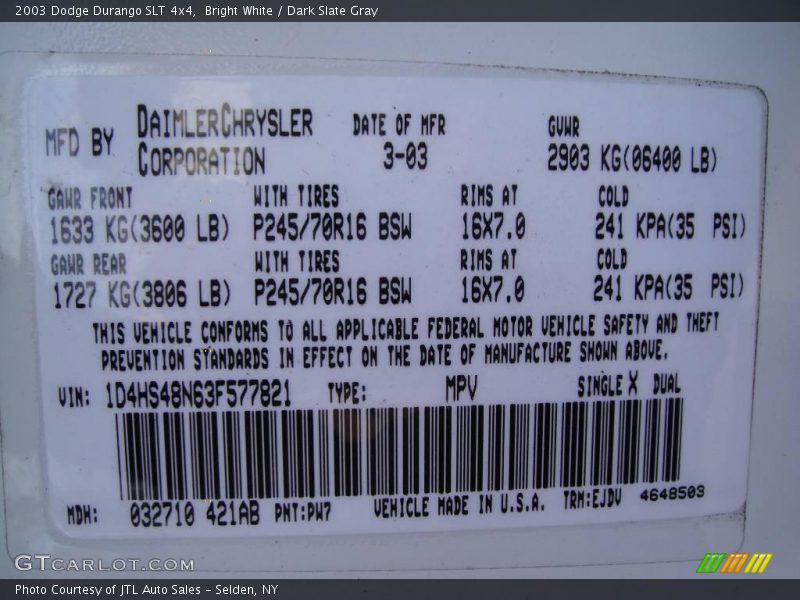 2003 Dodge Durango SLT 4x4, Bright White / Dark Slate Gray
MFD BY DAIMLERCHRYSLER CORPORATION DATE OF MFR 3-03 GVWR 2903 KG(06400 LB)
GAWR FRONT WITH TIRES RIMS AT COLD
1633 KG(3600 LB) P245/70R16 BSW 16X7.0 241 KPA(35 PSI)
GAWR REAR WITH TIRES RIMS AT COLD
1727 KG(3806 LB) P245/70R16 BSW 16X7.0 241 KPA(35 PSI)
THIS VEHICLE CONFORMS TO ALL APPLICABLE FEDERAL MOTOR VEHICLE SAFETY AND THEFT
PREVENTION STANDARDS IN EFFECT ON THE DATE OF MANUFACTURE SHOWN ABOVE.
VIN: 1D4HS48N63F577821 TYPE: MPV SINGLE X DUAL
MDH: 032710 421AB PNT:PW7 VEHICLE MADE IN U.S.A. TRM:EJDV 4648503
GTCARLOT.COM
Photo Courtesy of JTL Auto Sales - Selden, NY